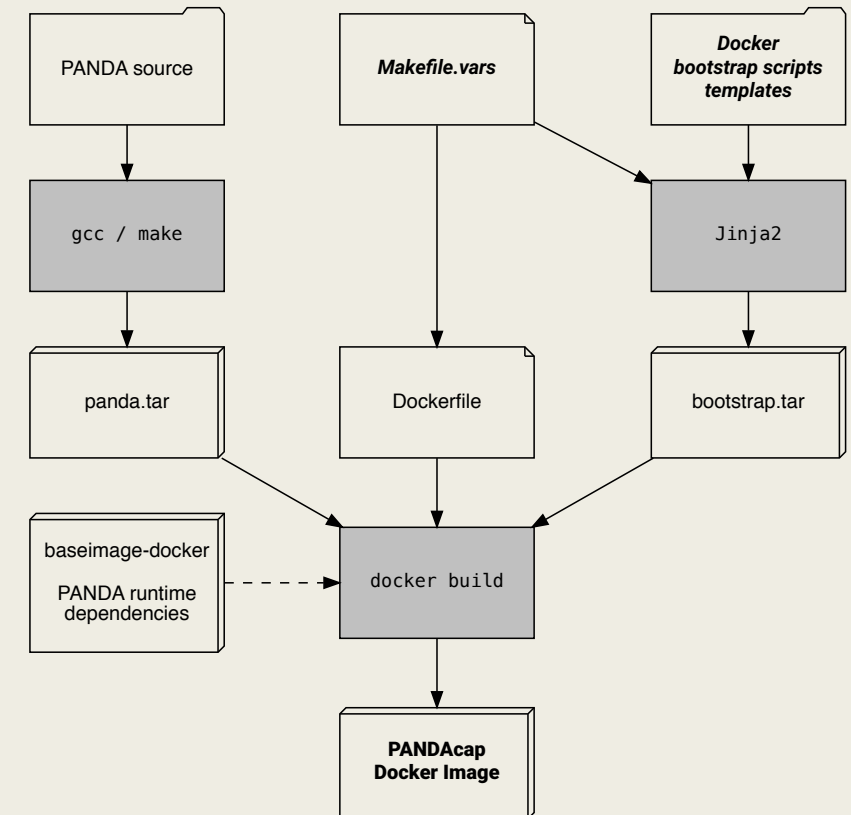 PANDA source
Makefile.vars
Docker
bootstrap scripts
templates
gcc / make
Jinja2
panda.tar
Dockerfile
bootstrap.tar
baseimage-docker
PANDA runtime
dependencies
docker build
PANDAcap
Docker Image